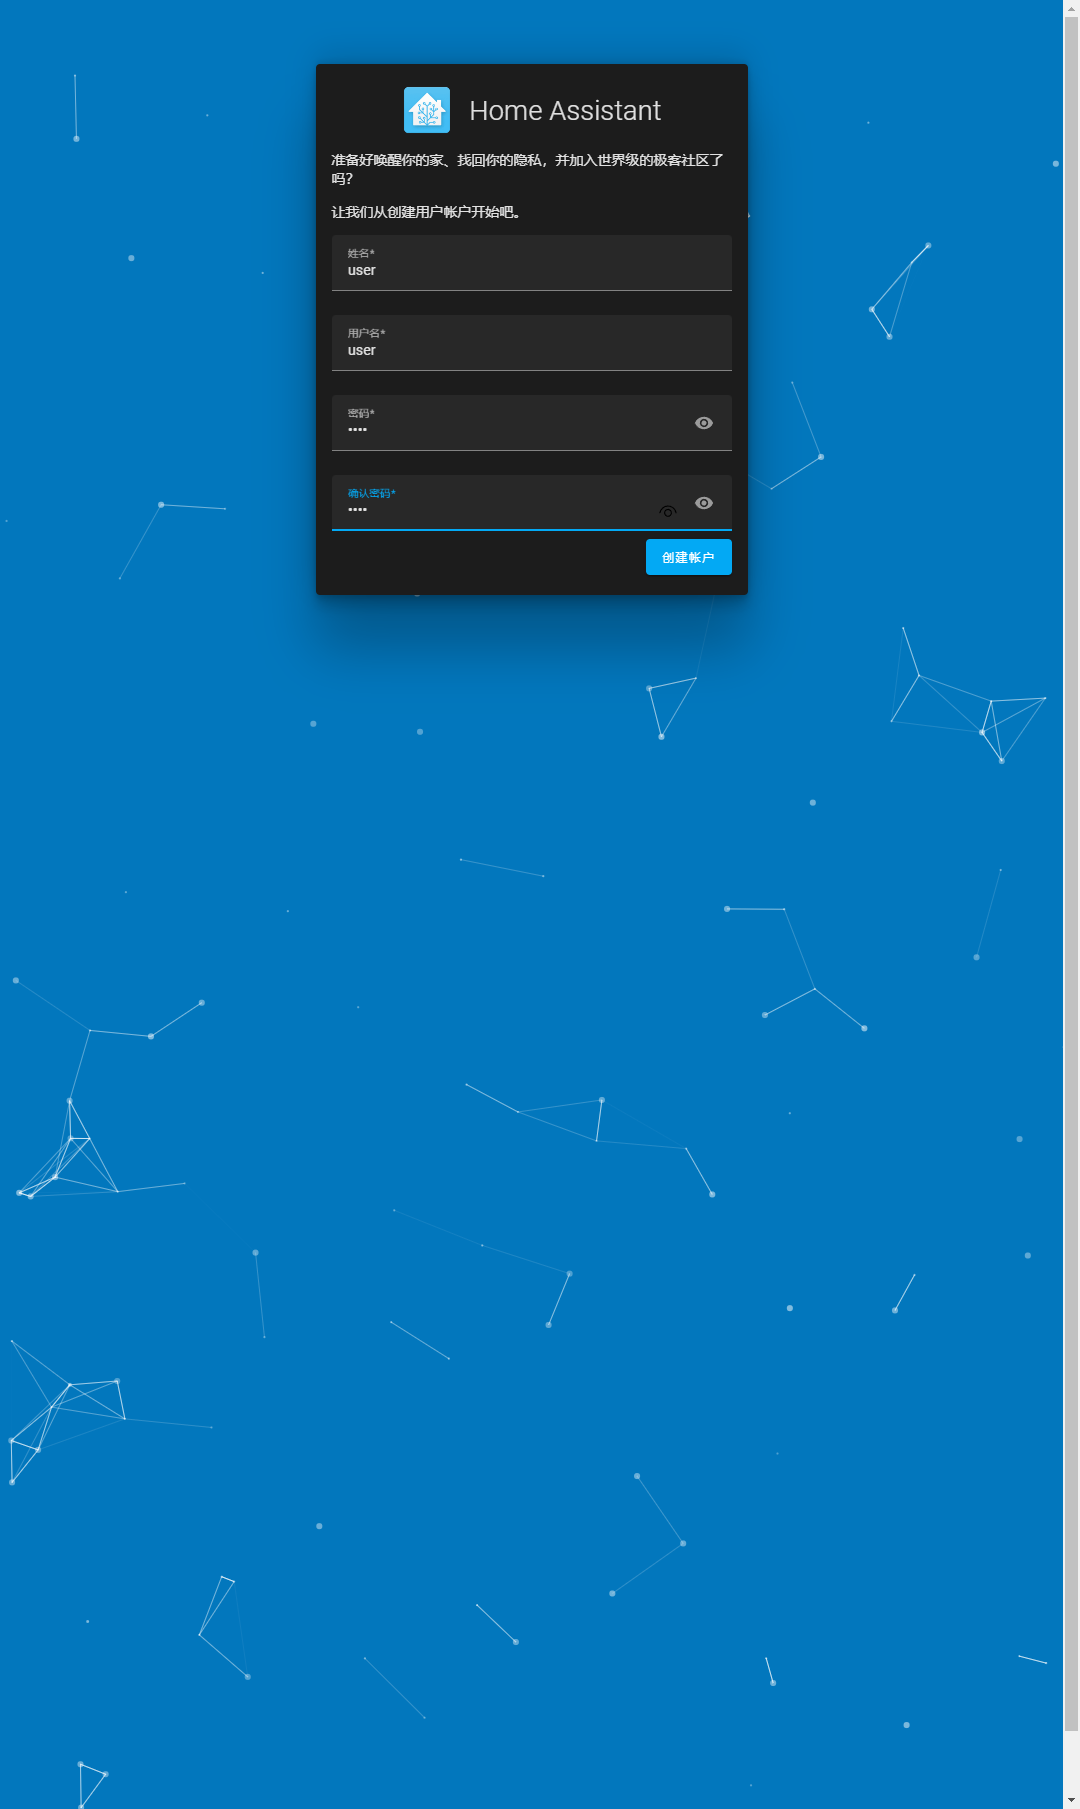 Home Assistant
准备好唤醒你的家、找回你的隐私，并加入世界级的极客社区了
吗？
让我们从创建用户帐户开始吧。
姓名*
user
用户名*
user
密码*
••••
确认密码*
••••
创建帐户